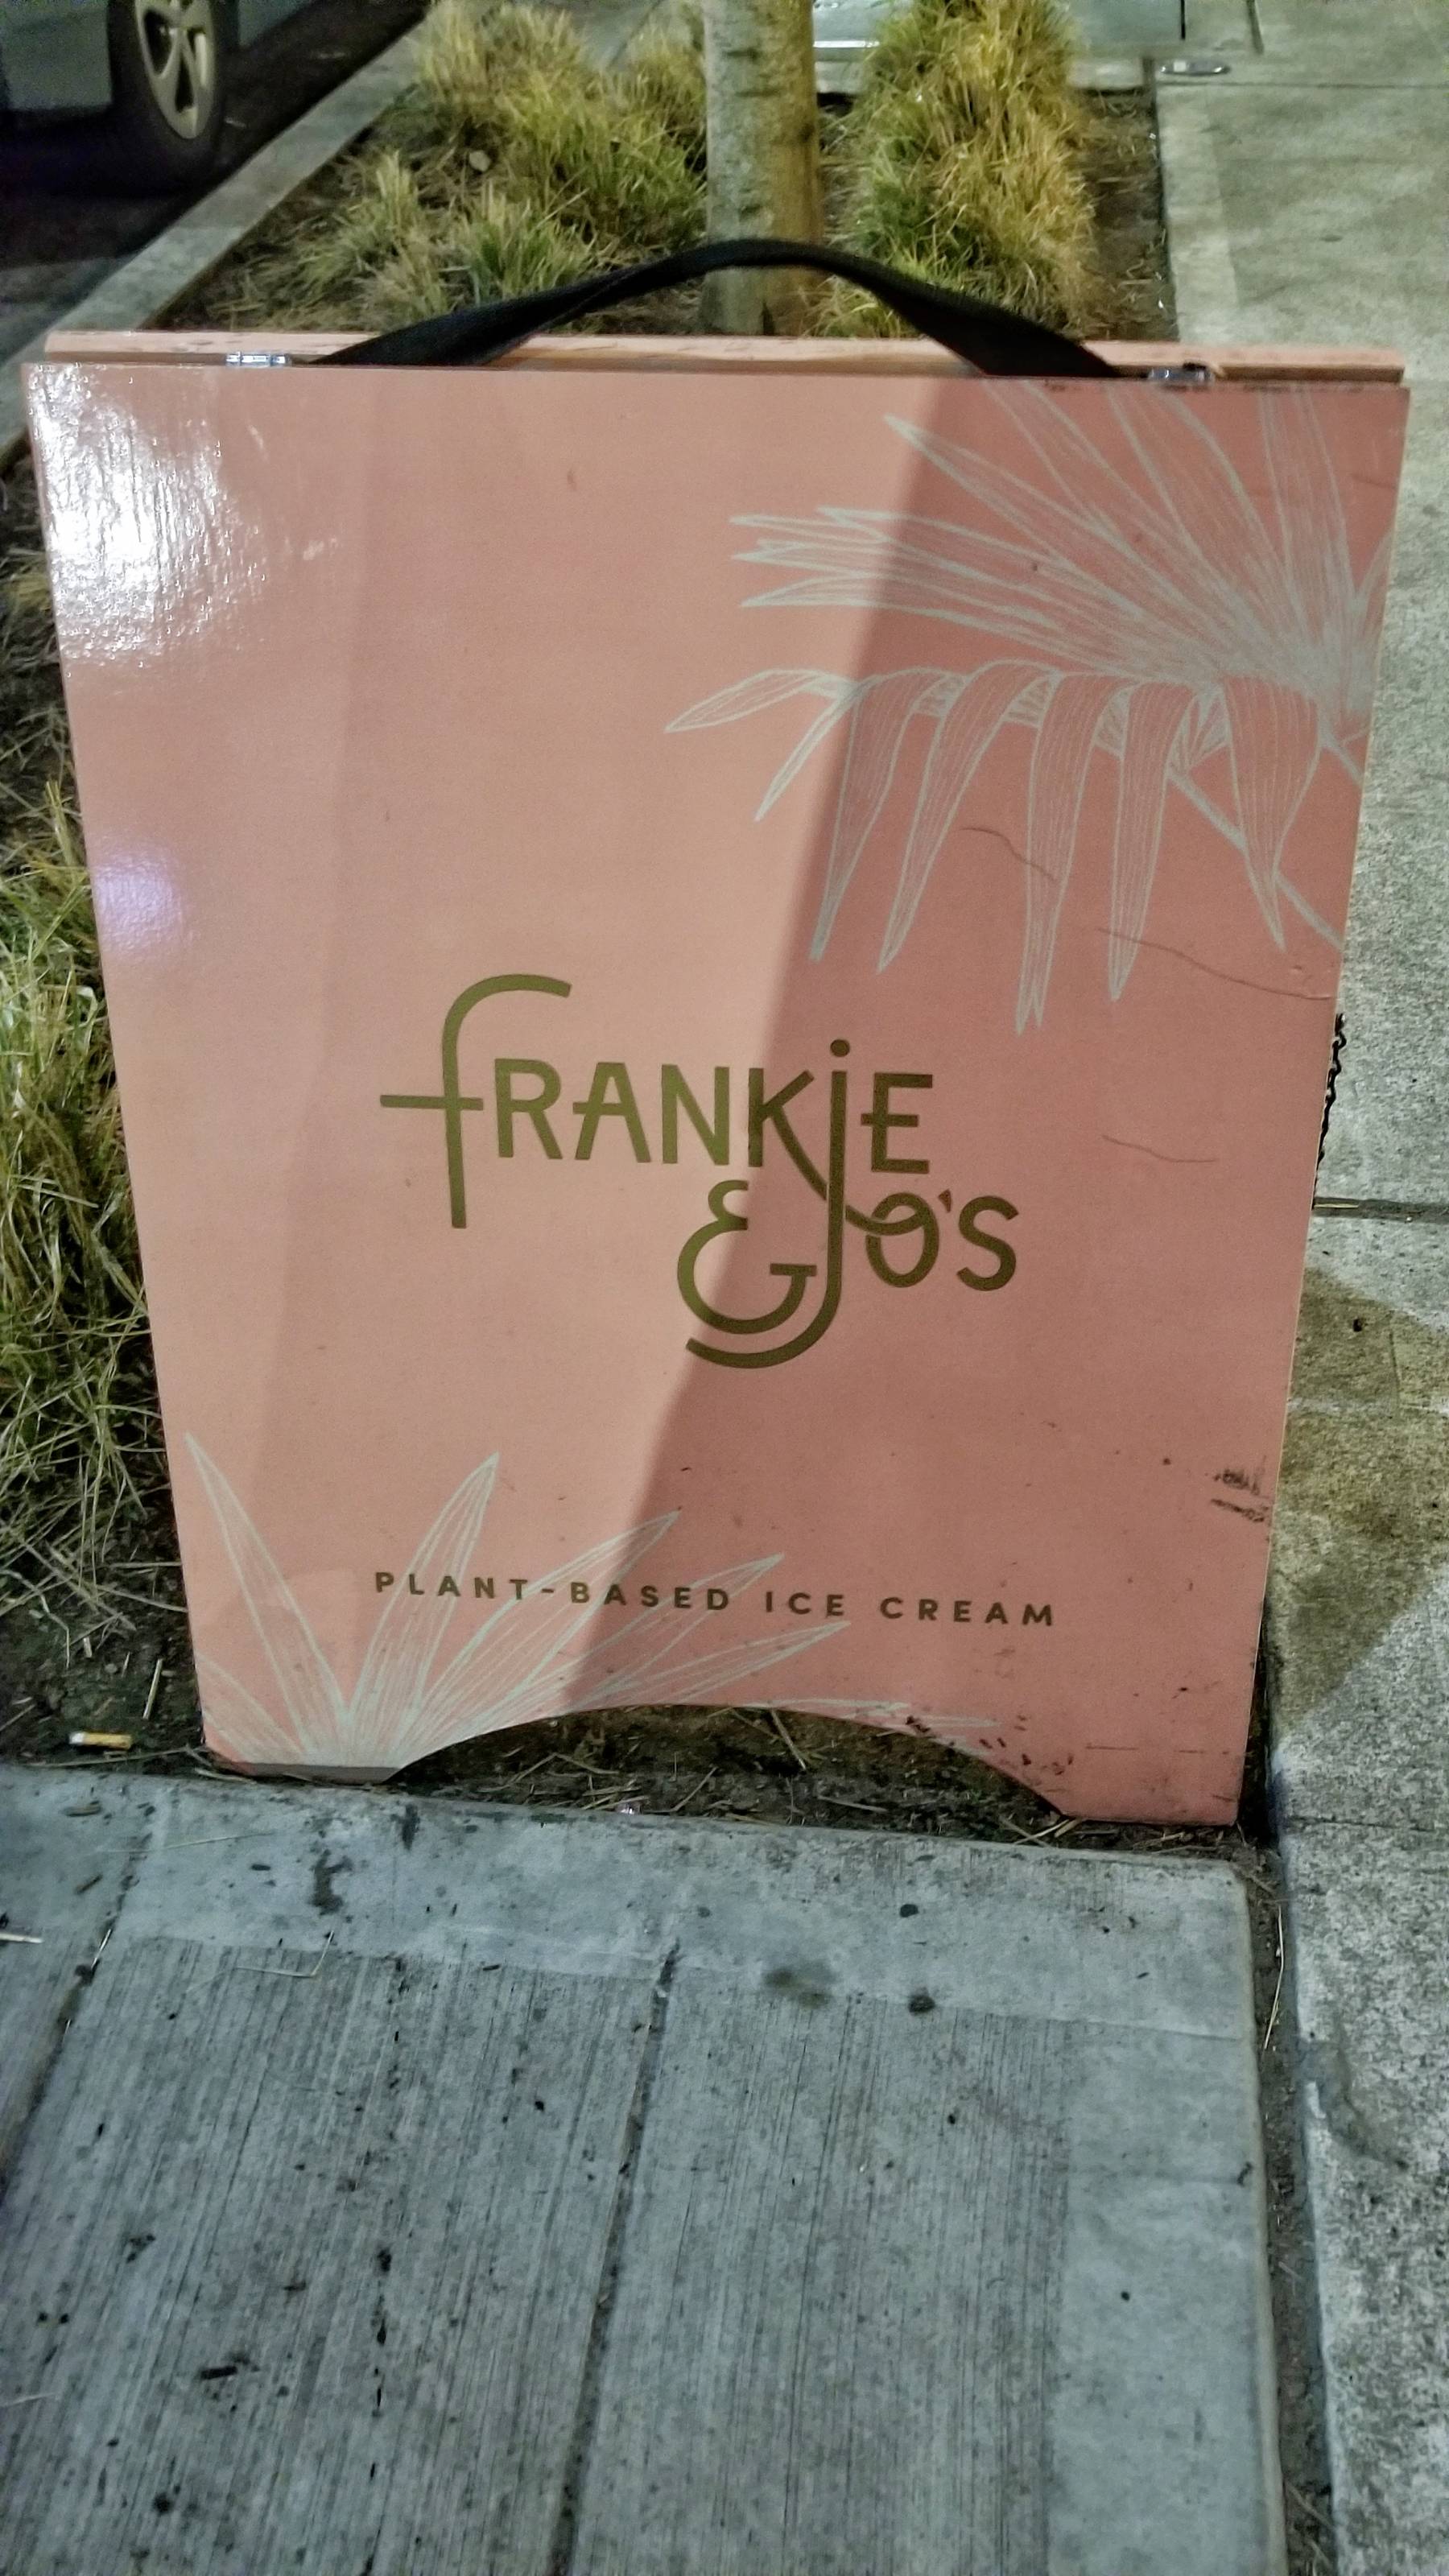 FRANKIE
& JO'S
PLANT-BASED ICE CREAM